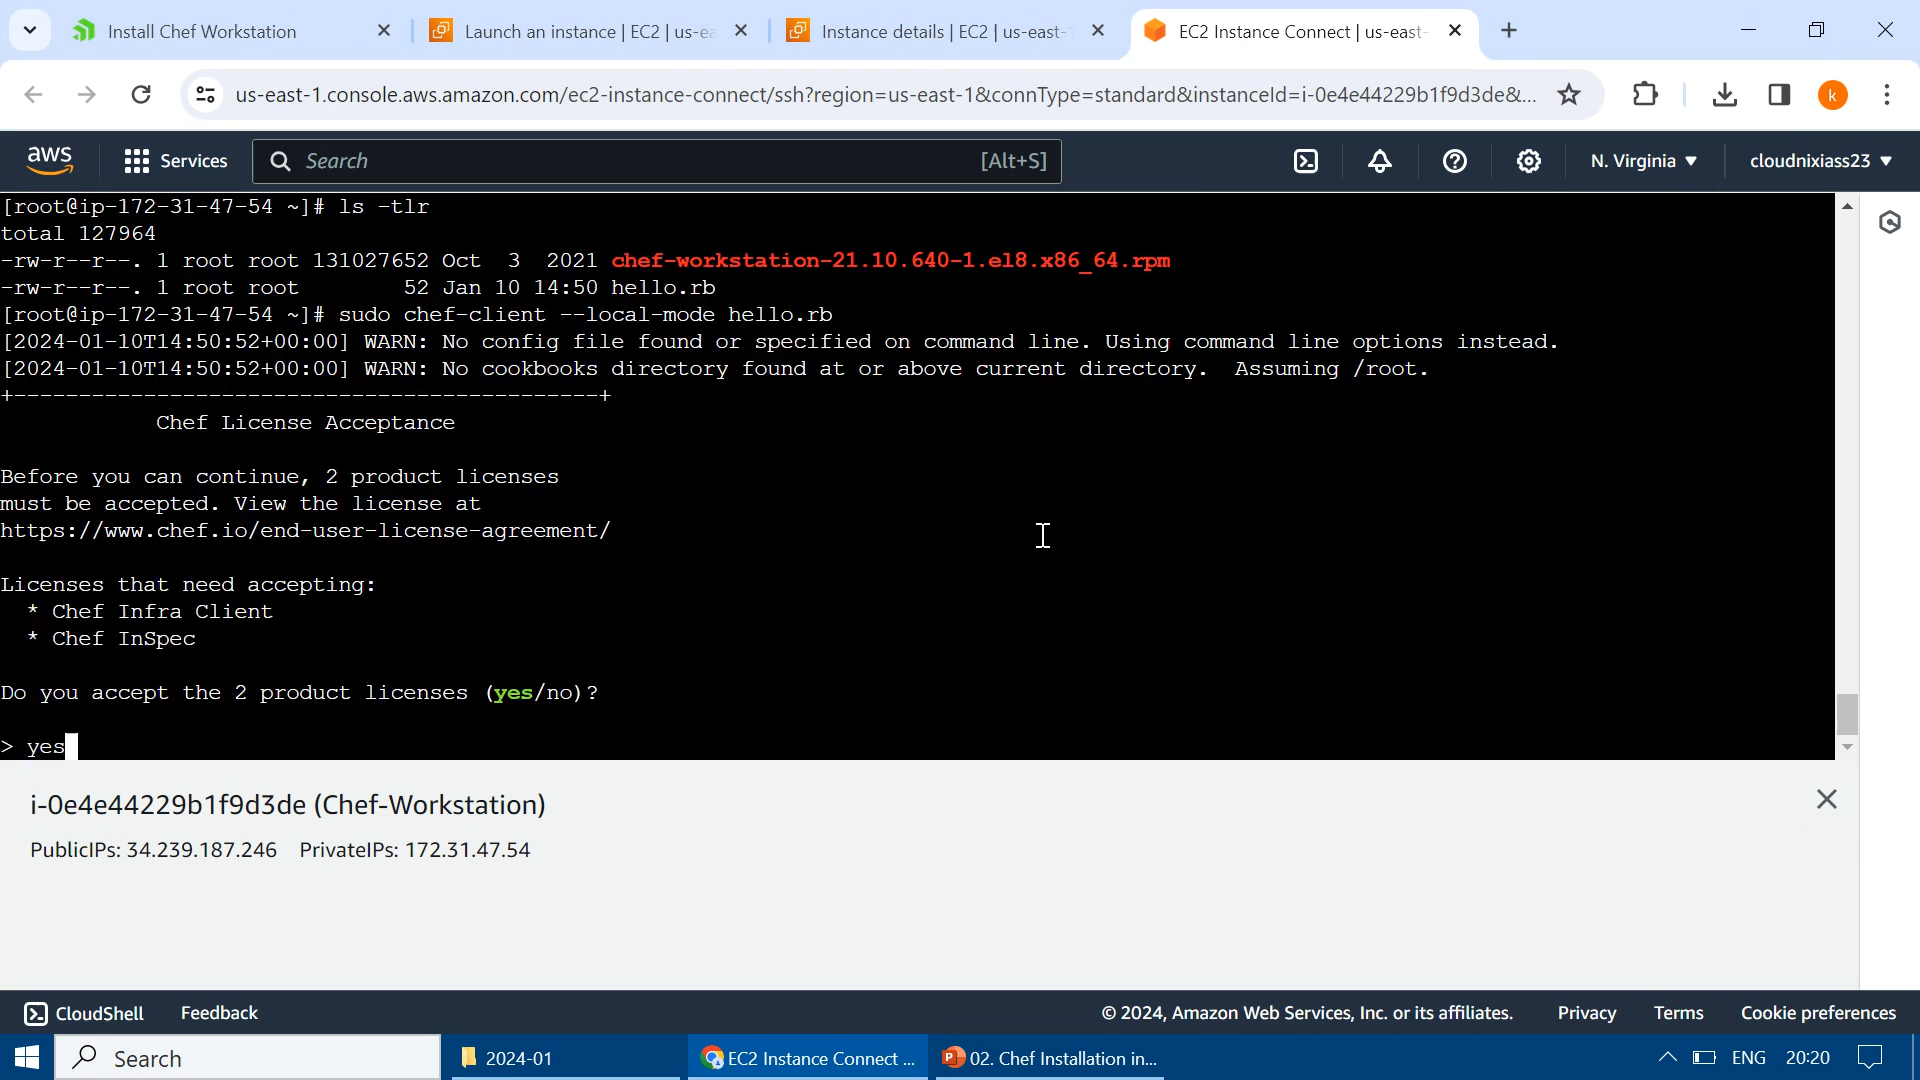 Install Chef Workstation
Launch an instance | EC2 | us-ea
Instance details | EC2 | us-east-
EC2 Instance Connect | us-east-
us-east-1.console.aws.amazon.com/ec2-instance-connect/ssh?region=us-east-1&connType=standard&instanceId=i-0e4e44229b1f9d3de&...
k
aws
Services
Search
[Alt+S]
N. Virginia
cloudnixiass23
[root@ip-172-31-47-54 ~]# ls -tlr
total 127964
-rw-r--r--. 1 root root 131027652 Oct  3  2021 chef-workstation-21.10.640-1.el8.x86_64.rpm
-rw-r--r--. 1 root root        52 Jan 10 14:50 hello.rb
[root@ip-172-31-47-54 ~]# sudo chef-client --local-mode hello.rb
[2024-01-10T14:50:52+00:00] WARN: No config file found or specified on command line. Using command line options instead.
[2024-01-10T14:50:52+00:00] WARN: No cookbooks directory found at or above current directory.  Assuming /root.
+---------------------------------------------+
Chef License Acceptance
Before you can continue, 2 product licenses
must be accepted. View the license at
https://www.chef.io/end-user-license-agreement/
Licenses that need accepting:
* Chef Infra Client
* Chef InSpec
Do you accept the 2 product licenses (yes/no)?
> yes
i-0e4e44229b1f9d3de (Chef-Workstation)
PublicIPs: 34.239.187.246 PrivateIPs: 172.31.47.54
CloudShell
Feedback
© 2024, Amazon Web Services, Inc. or its affiliates.
Privacy
Terms
Cookie preferences
Search
2024-01
EC2 Instance Connect ...
02. Chef Installation in...
ENG
20:20